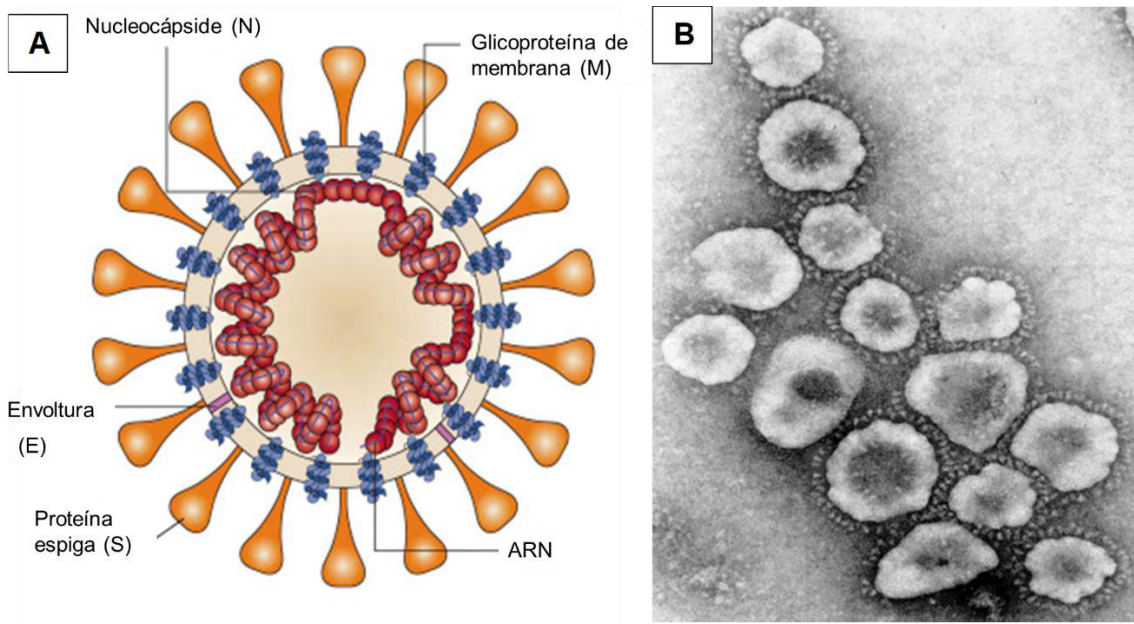 A
Nucleocápside (N)
Glicoproteína de
membrana (M)
Envoltura
(E)
Proteína
espiga (S)
ARN
B